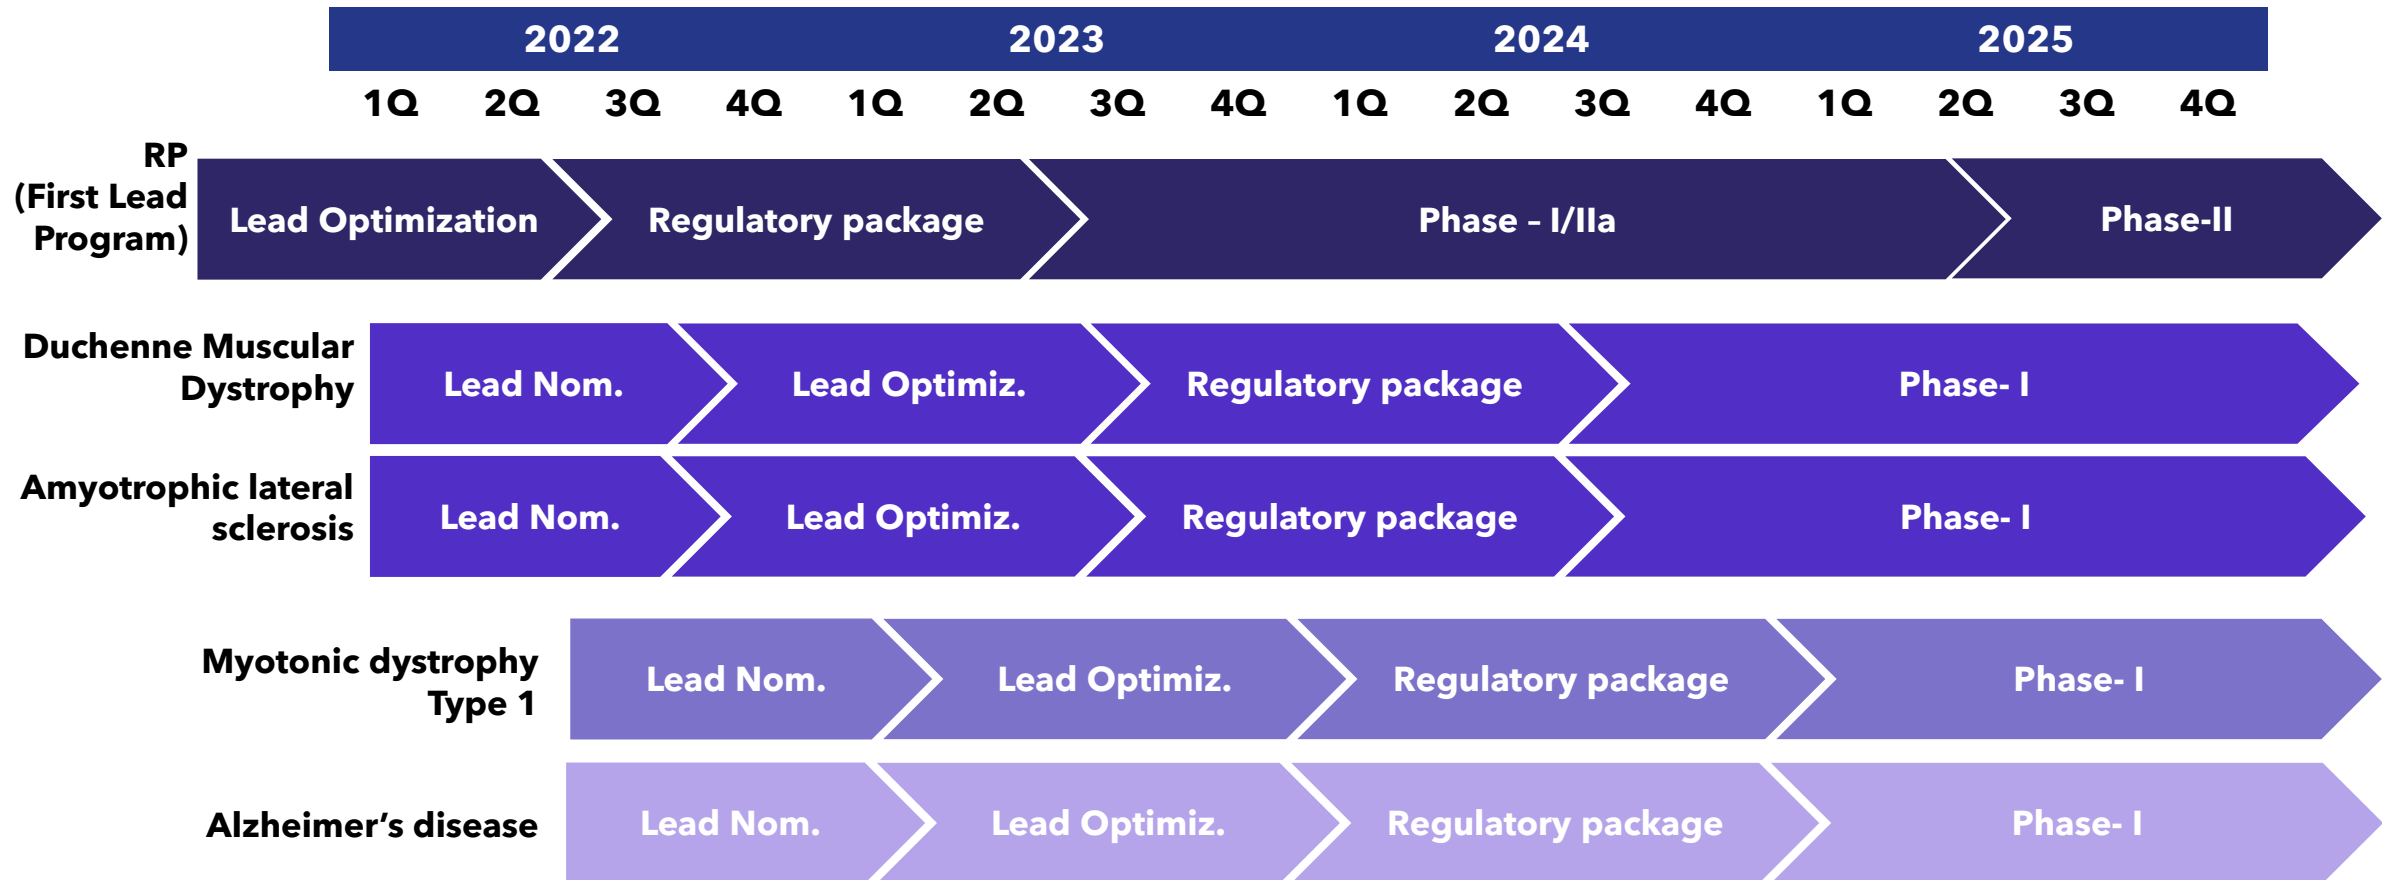 2022 2023 2024 2025
1Q 2Q 3Q 4Q 1Q 2Q 3Q 4Q 1Q 2Q 3Q 4Q 1Q 2Q 3Q 4Q
RP
(First Lead
Program)
Lead Optimization Regulatory package Phase – I/IIa Phase-II
Duchenne Muscular
Dystrophy
Lead Nom. Lead Optimiz. Regulatory package Phase- I
Amyotrophic lateral
sclerosis
Lead Nom. Lead Optimiz. Regulatory package Phase- I
Myotonic dystrophy
Type 1
Lead Nom. Lead Optimiz. Regulatory package Phase- I
Alzheimer’s disease
Lead Nom. Lead Optimiz. Regulatory package Phase- I